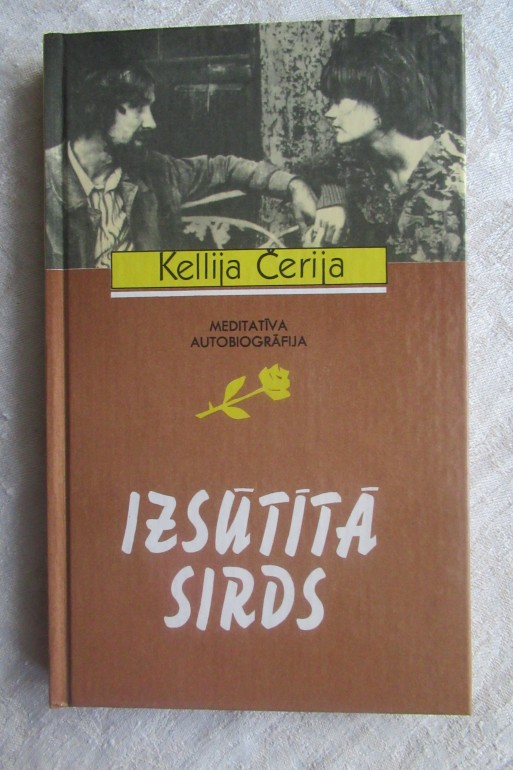 Kellija Čerija
MEDITATĪVA
AUTOBIOGRĀFIJA
IZSŪTĪTĀ
SIRDS